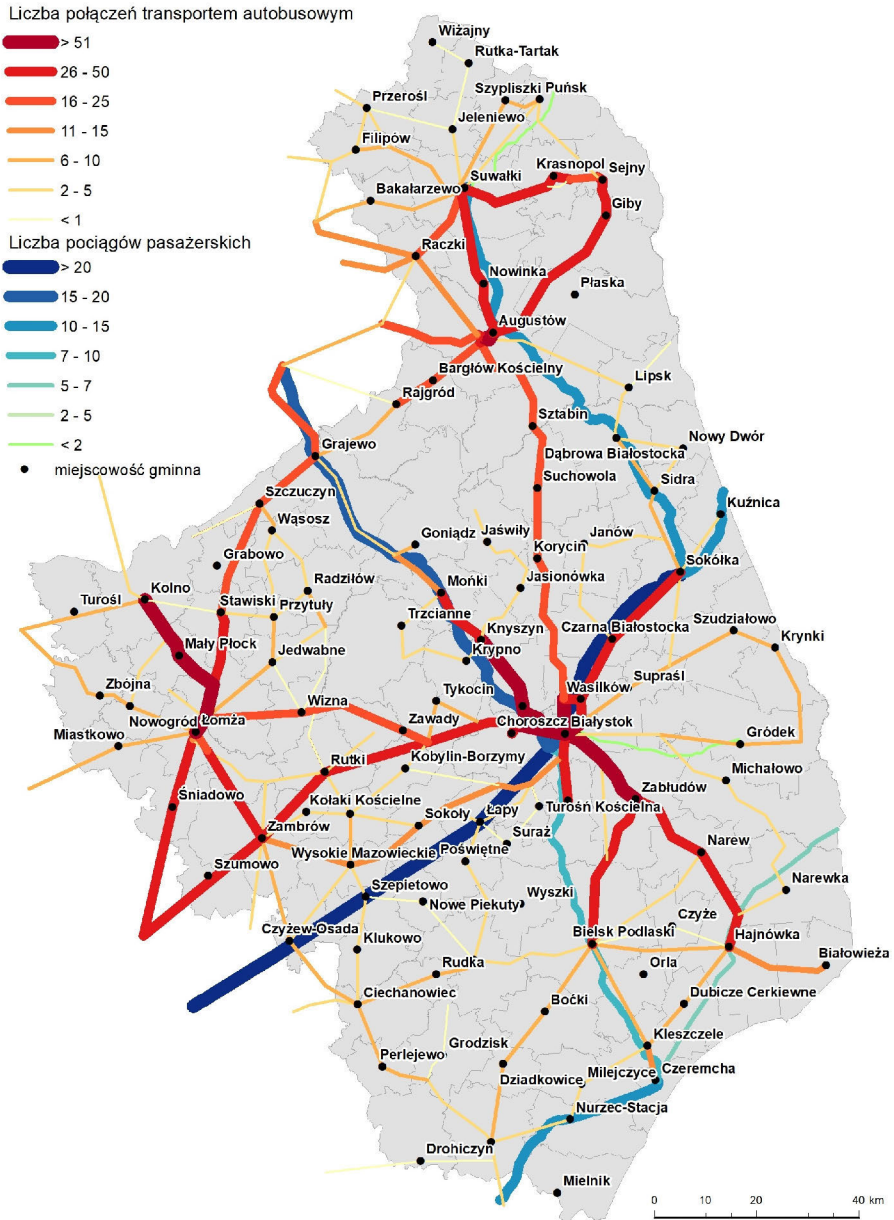 Liczba połączeń transportem autobusowym
> 51
26 - 50
16 - 25
11 - 15
6 - 10
2 - 5
< 1
Liczba pociągów pasażerskich
> 20
15 - 20
10 - 15
7 - 10
5 - 7
2 - 5
< 2
miejscowość gminna
Wiżajny
Rutka-Tartak
Szypliszki Puńsk
Przerośl
Jeleniewo
Filipów
Krasnopol
Sejny
Suwałki
Bakałarzewo
Giby
Raczki
Nowinka
Płaska
Augustów
Bargłów Kościelny
Lipsk
Rajgród
Sztabin
Nowy Dwór
Grajewo
Dąbrowa Białostocka
Suchowola
Sidra
Szczuczyn
Kuźnica
Wąsosz
Goniądz
Jaświły
Janów
Grabowo
Korycin
Sokółka
Radziłów
Mońki
Jasionówka
Kolno
Turośl
Stawiski
Przytuły
Trzcianne
Szudziałowo
Knyszyn
Czarna Białostocka
Mały Płock
Krypno
Krynki
Jedwabne
Supraśl
Zbójna
Tykocin
Wasilków
Wizna
Nowogród
Łomża
Zawady
Choroszcz
Białystok
Gródek
Miastkowo
Rutki
Kobylin-Borzymy
Michałowo
Zabłudów
Śniadowo
Kołaki Kościelne
Łapy
Turośń Kościelna
Sokoły
Zambrów
Suraż
Wysokie Mazowieckie
Poświętne
Narew
Szumowo
Szepietowo
Narewka
Wyszki
Nowe Piekuty
Czyże
Czyżew-Osada
Bielsk Podlaski
Klukowo
Hajnówka
Białowieża
Rudka
Orla
Ciechanowiec
Dubicze Cerkiewne
Boćki
Kleszczele
Perlejewo
Grodzisk
Milejczyce
Czeremcha
Dziadkowice
Nurzec-Stacja
Drohiczyn
Mielnik
0 10 20 40 km